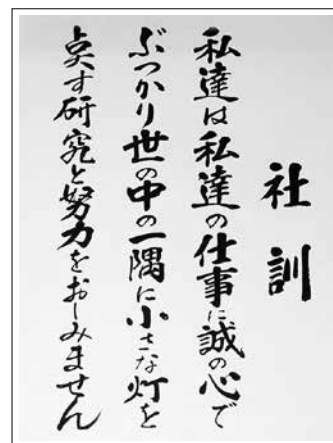 社訓
私達は私達の仕事に誠の心で
ぶつかり世の中の一隅に小さな灯を
点す研究と努力をおしみません